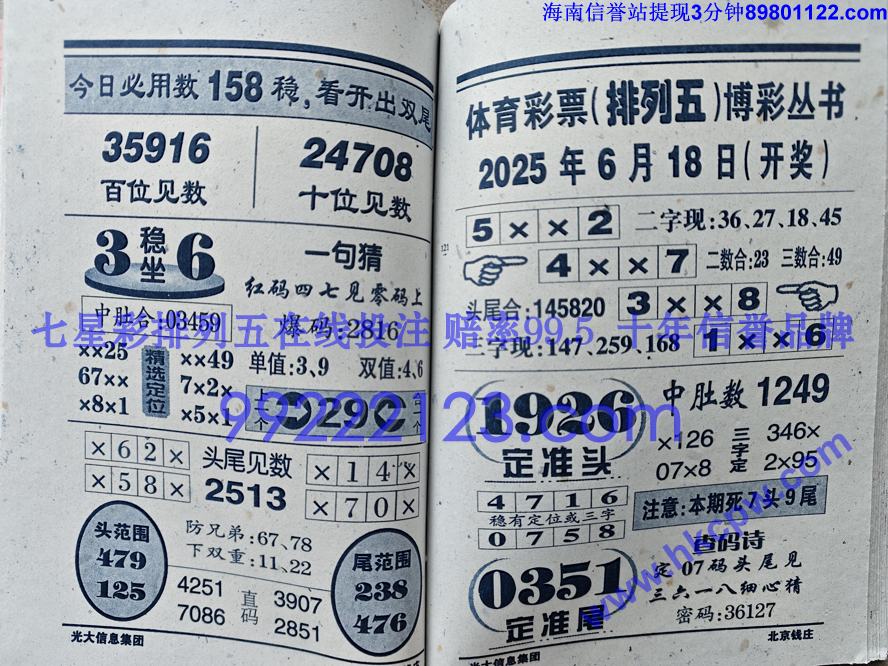 海南信誉站提现3分钟89801122.com
今日必用数158稳，看开出双尾
35916
百位见数
24708
十位见数
3稳坐6
一句猜
红码四七见零码上
中肚合:03459
爆码:2816
××25
67××
×8×1
精选定位
××49
7×2×
×5×1
单值:3、9 双值:4、6
290
×62×
×58×
头尾见数
2513
×14×
×70×
头范围
479
125
防兄弟:67、78
下双重:11、22
4251
7086
直码
3907
2851
尾范围
238
476
光大信息集团
体育彩票(排列五)博彩丛书
2025年6月18日(开奖)
5××2 二字现:36、27、18、45
4××7 二数合:23 三数合:49
头尾合:145820 3××8
二字现:147、259、168 1××6
1926
定准头
中肚数1249
×126
07×8
三字定
346×
2×95
4716
稳有定位或三字
0758
注意:本期死7头9尾
0351
定准尾
查码诗
定07码头尾见
三六一八细心猜
密码:36127
光大信息集团
北京钱庄
七星彩排列五在线投注 赔率99.5 十年信誉品牌
99222123.com
www.hkcpw.com